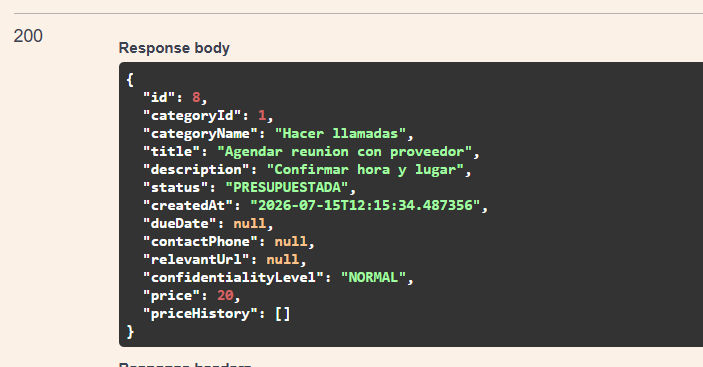 200
Response body
{
  "id": 8,
  "categoryId": 1,
  "categoryName": "Hacer llamadas",
  "title": "Agendar reunion con proveedor",
  "description": "Confirmar hora y lugar",
  "status": "PRESUPUESTADA",
  "createdAt": "2026-07-15T12:15:34.487356",
  "dueDate": null,
  "contactPhone": null,
  "relevantUrl": null,
  "confidentialityLevel": "NORMAL",
  "price": 20,
  "priceHistory": []
}
Response headers